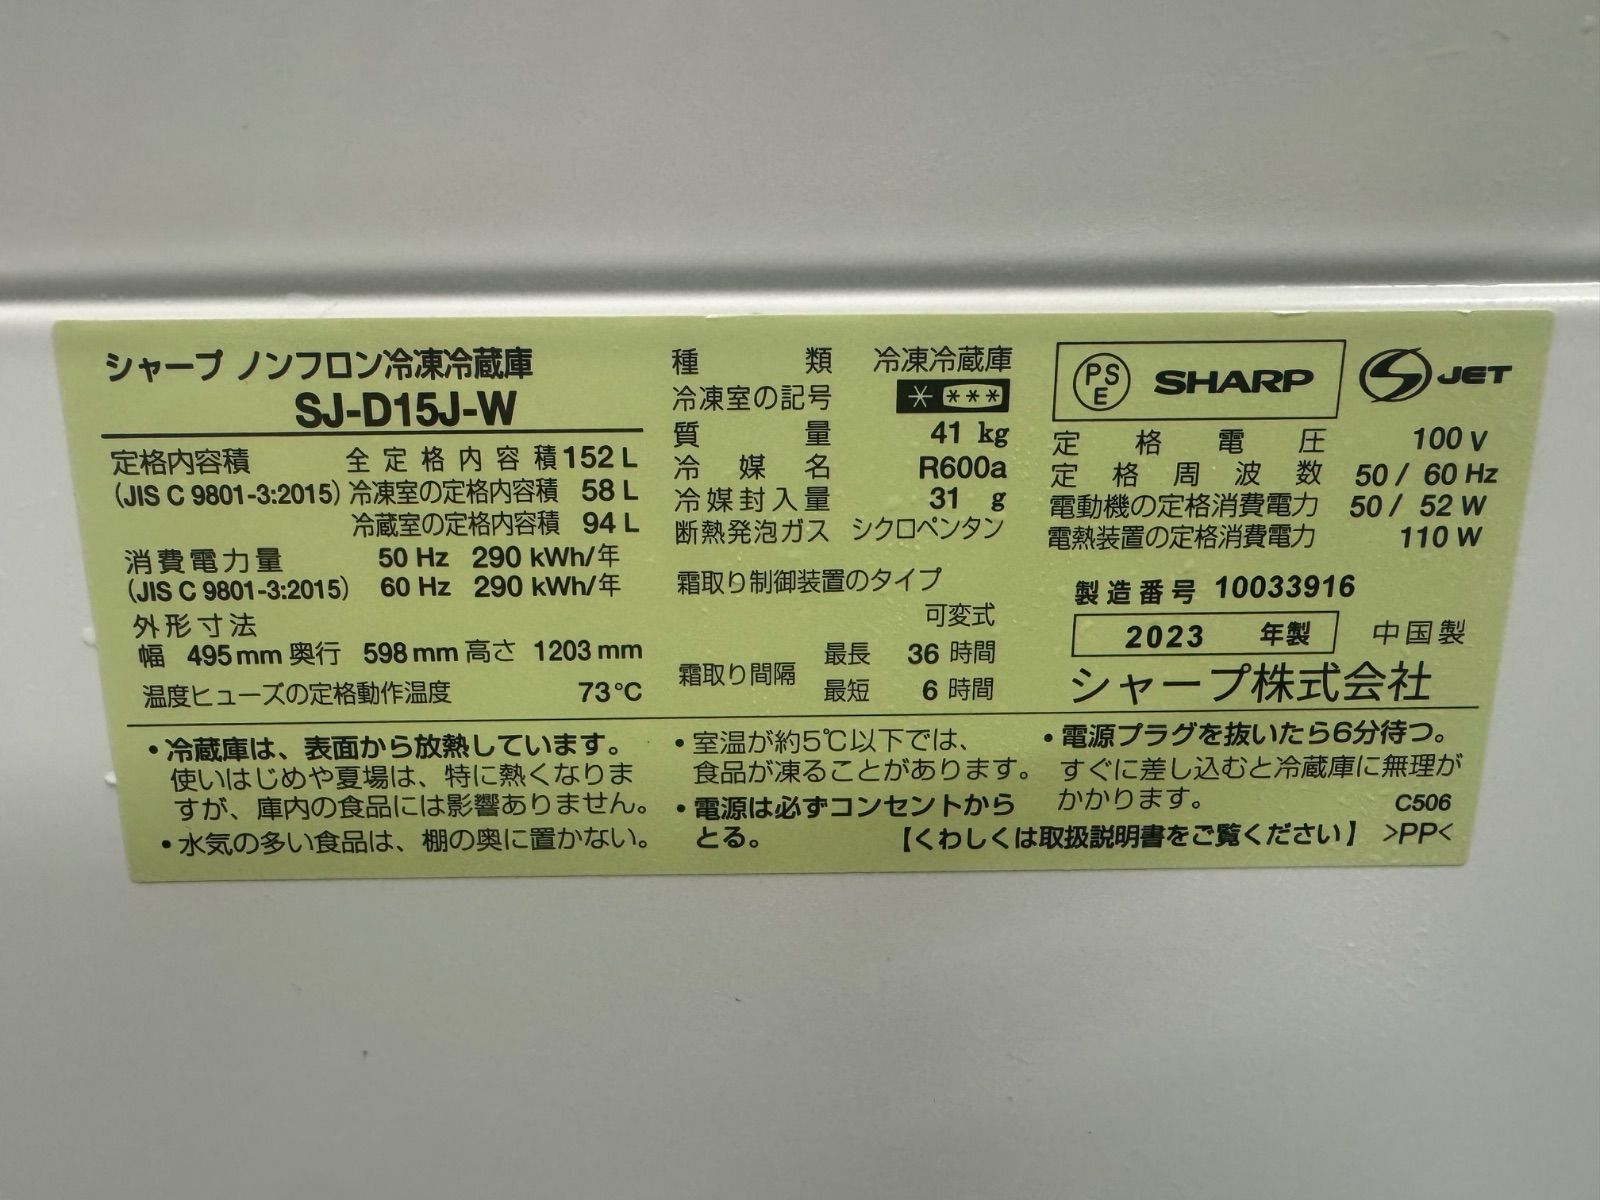 シャープ ノンフロン冷凍冷蔵庫
SJ-D15J-W
定格内容積 全定格内容積 152 L
(JIS C 9801-3:2015) 冷凍室の定格内容積 58 L
冷蔵室の定格内容積 94 L
消費電力量 50 Hz 290 kWh/年
(JIS C 9801-3:2015) 60 Hz 290 kWh/年
外形寸法
幅 495 mm 奥行 598 mm 高さ 1203 mm
温度ヒューズの定格動作温度 73℃
種類 冷凍冷蔵庫
冷凍室の記号 * ***
質量 41 kg
冷媒名 R600a
冷媒封入量 31 g
断熱発泡ガス シクロペンタン
霜取り制御装置のタイプ
可変式
霜取り間隔 最長 36 時間
最短 6 時間
PSE SHARP S JET
定格電圧 100 V
定格周波数 50 / 60 Hz
電動機の定格消費電力 50 / 52 W
電熱装置の定格消費電力 110 W
製造番号 10033916
2023 年製 中国製
シャープ株式会社
・冷蔵庫は、表面から放熱しています。
使いはじめや夏場は、特に熱くなりま
すが、庫内の食品には影響ありません。
・水気の多い食品は、棚の奥に置かない。
・室温が約5℃以下では、
食品が凍ることがあります。
・電源は必ずコンセントから
とる。
・電源プラグを抜いたら6分待つ。
すぐに差し込むと冷蔵庫に無理が
かかります。 C506
【くわしくは取扱説明書をご覧ください】 >PP<